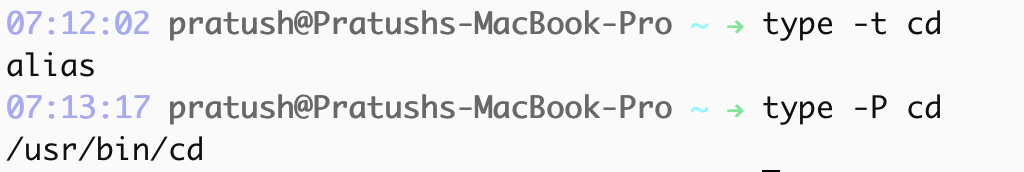 07:12:02 pratush@Pratushs-MacBook-Pro ~ → type -t cd
alias
07:13:17 pratush@Pratushs-MacBook-Pro ~ → type -P cd
/usr/bin/cd